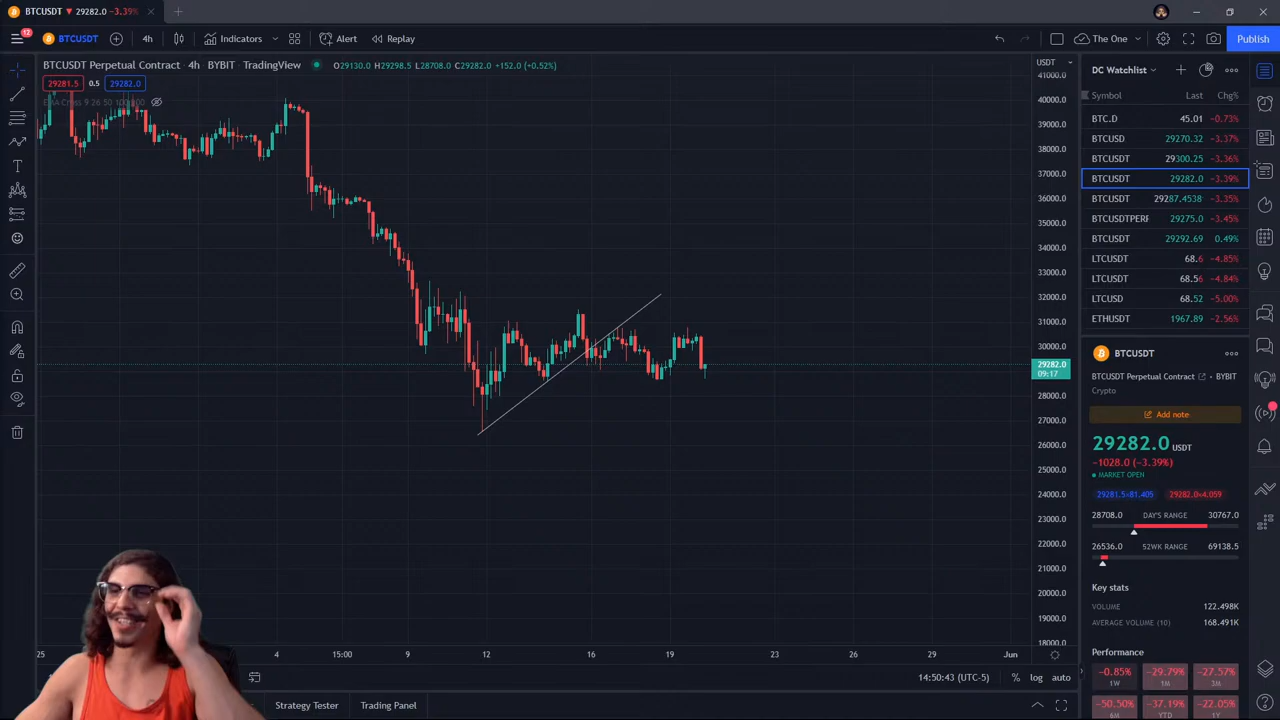 BTCUSDT ▼ 29282.0 −3.39%
12
BTCUSDT 4h Indicators Alert Replay The One Publish
BTCUSDT Perpetual Contract · 4h · BYBIT · TradingView O29130.0 H29298.5 L28708.0 C29282.0 +152.0 (+0.52%)
29281.5 0.5 29282.0
USDT
41000.0
40000.0
39000.0
38000.0
37000.0
36000.0
35000.0
34000.0
33000.0
32000.0
31000.0
30000.0
29282.0
09:17
28000.0
27000.0
26000.0
25000.0
24000.0
23000.0
22000.0
21000.0
20000.0
19000.0
18000.0
25 4 15:00 9 12 16 19 23 26 29 Jun
14:50:43 (UTC-5) % log auto
Strategy Tester Trading Panel
DC Watchlist
Symbol Last Chg%
BTC.D 45.01 −0.73%
BTCUSD 29270.32 −3.37%
BTCUSDT 29300.25 −3.36%
BTCUSDT 29282.0 −3.39%
BTCUSDT 29287.4538 −3.35%
BTCUSDTPERP 29275.0 −3.45%
BTCUSDT 29292.69 0.49%
LTCUSDT 68.6 −4.85%
LTCUSDT 68.56 −4.84%
LTCUSD 68.52 −5.00%
ETHUSDT 1967.89 −2.56%
BTCUSDT
BTCUSDT Perpetual Contract • BYBIT
Crypto
Add note
29282.0 USDT
−1028.0 (−3.39%)
MARKET OPEN
29281.5×81.405 29282.0×4.059
28708.0 DAY'S RANGE 30767.0
26536.0 52WK RANGE 69138.5
Key stats
VOLUME 122.498K
AVERAGE VOLUME (10) 168.491K
Performance
−0.85% −29.79% −27.57%
1W 1M 3M
−50.50% −37.19% −22.05%
6M YTD 1Y